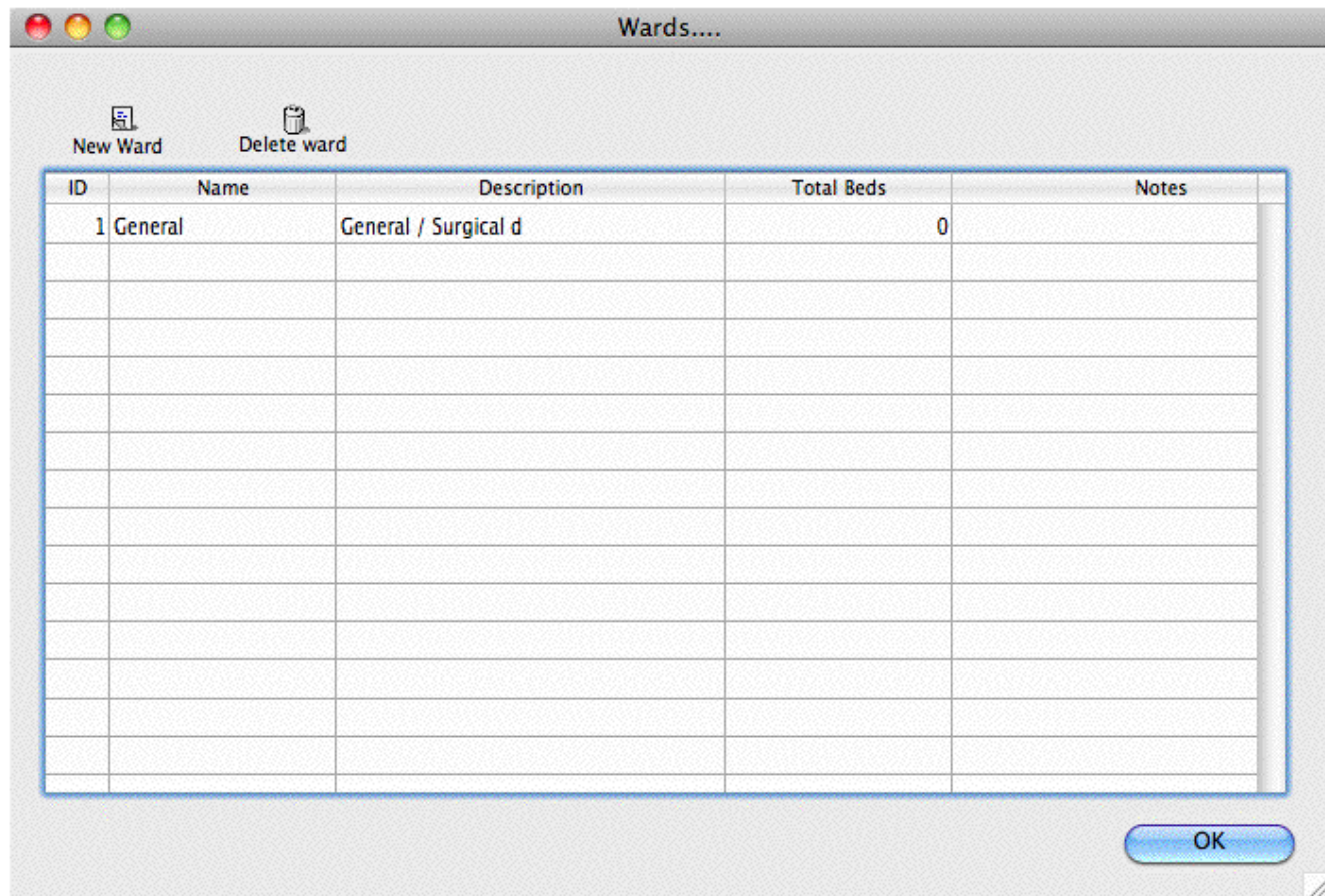 Wards....
New Ward Delete ward
ID Name Description Total Beds Notes
1 General General / Surgical d 0
OK